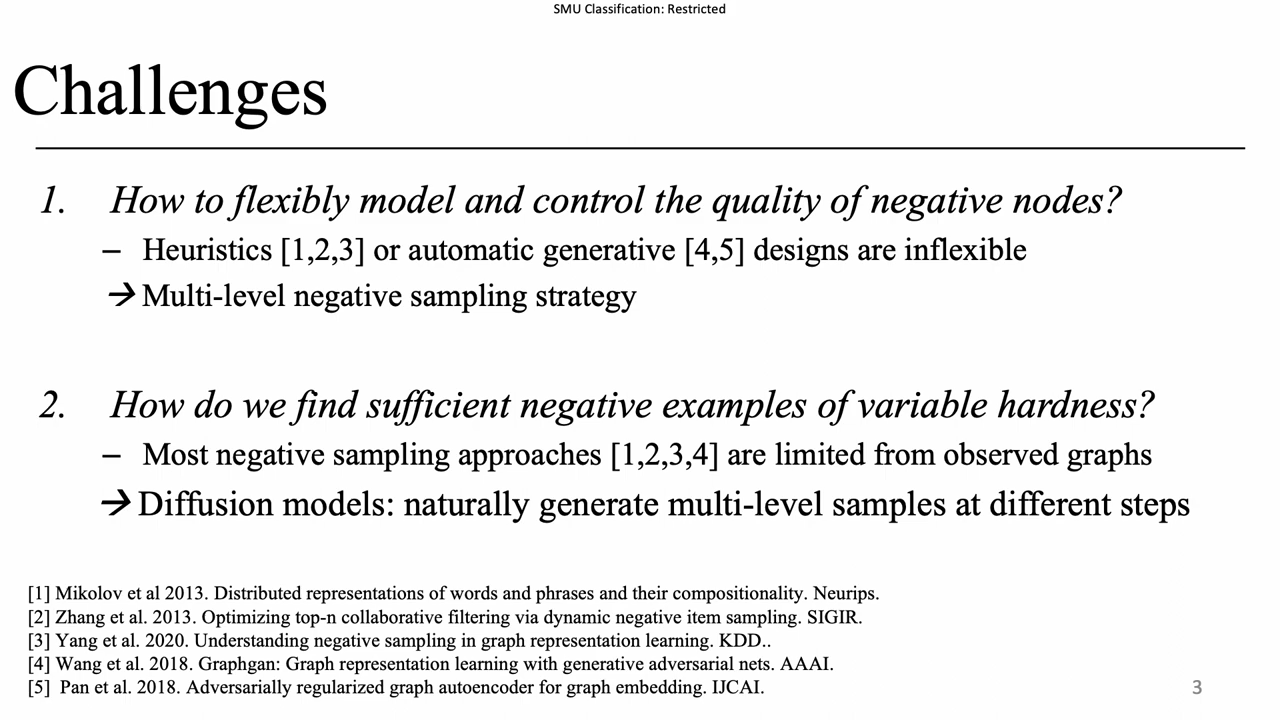 SMU Classification: Restricted
Challenges
1. How to flexibly model and control the quality of negative nodes?
– Heuristics [1,2,3] or automatic generative [4,5] designs are inflexible
→ Multi-level negative sampling strategy
2. How do we find sufficient negative examples of variable hardness?
– Most negative sampling approaches [1,2,3,4] are limited from observed graphs
→ Diffusion models: naturally generate multi-level samples at different steps
[1] Mikolov et al 2013. Distributed representations of words and phrases and their compositionality. Neurips.
[2] Zhang et al. 2013. Optimizing top-n collaborative filtering via dynamic negative item sampling. SIGIR.
[3] Yang et al. 2020. Understanding negative sampling in graph representation learning. KDD..
[4] Wang et al. 2018. Graphgan: Graph representation learning with generative adversarial nets. AAAI.
[5] Pan et al. 2018. Adversarially regularized graph autoencoder for graph embedding. IJCAI.
3